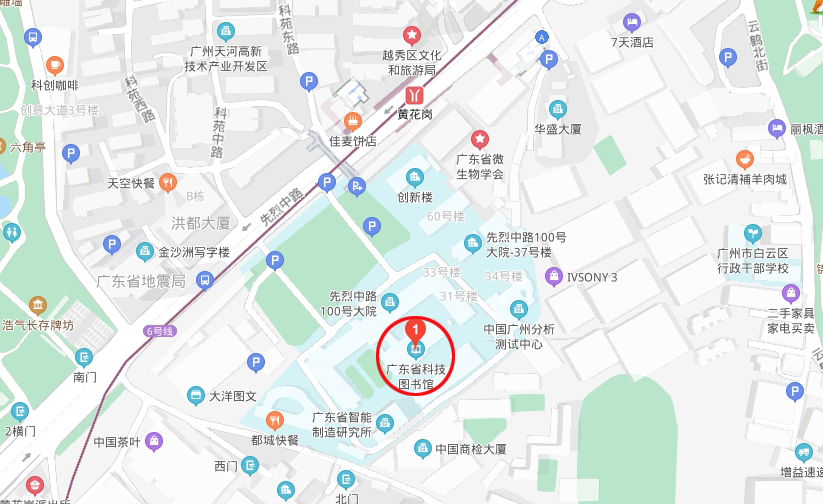 科苑东路
7天酒店
云鹤北街
广州天河高新
技术产业开发区
越秀区文化
和旅游局
科创咖啡
创意大道3号楼
科苑西路
科苑中路
黄花岗
佳麦饼店
华盛大厦
丽枫酒
六角亭
广东省微
生物学会
张记清補羊肉城
天空快餐
B栋
创新楼
先烈中路
60号楼
洪都大厦
金沙洲写字楼
先烈中路100号
大院-37号楼
广州市白云区
行政干部学校
广东省地震局
33号楼
34号楼
IVSONY 3
31号楼
先烈中路
100号大院
二手家具
家电买卖
浩气长存牌坊
6号线
中国广州分析
测试中心
1
广东省科技
图书馆
南门
大洋图文
2横门
广东省智能
制造研究所
都城快餐
中国茶叶
中国商检大厦
西门
北门
增益速递